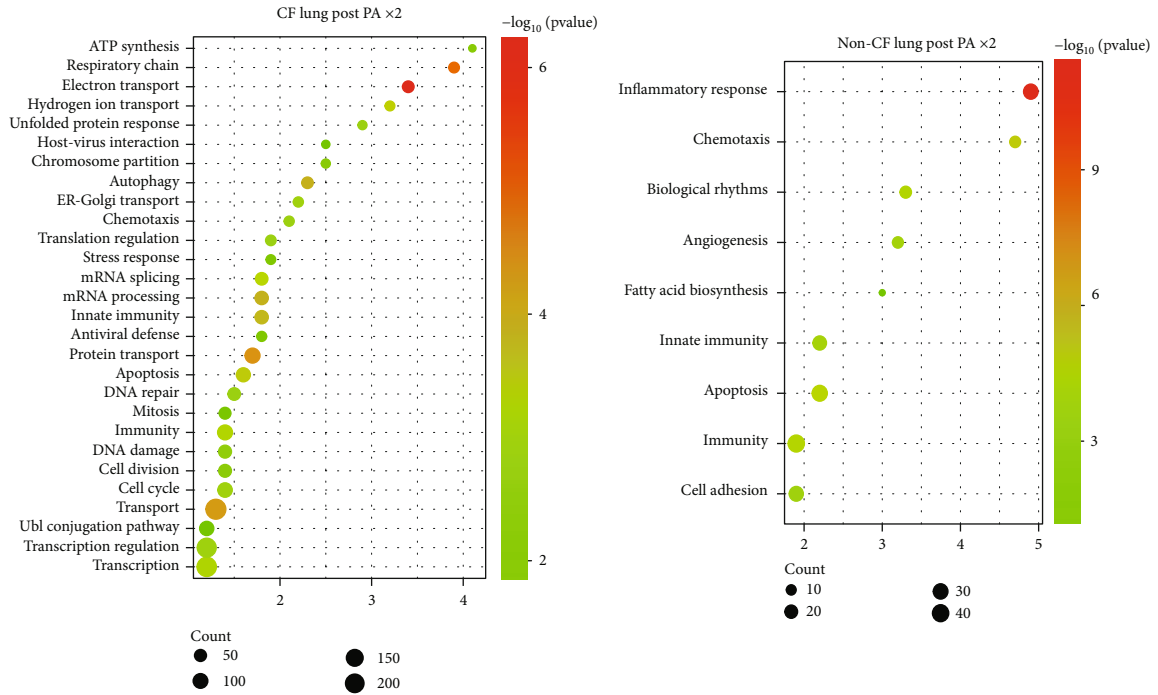 CF lung post PA ×2
−log10 (pvalue)
ATP synthesis
Respiratory chain
Electron transport
Hydrogen ion transport
Unfolded protein response
Host-virus interaction
Chromosome partition
Autophagy
ER-Golgi transport
Chemotaxis
Translation regulation
Stress response
mRNA splicing
mRNA processing
Innate immunity
Antiviral defense
Protein transport
Apoptosis
DNA repair
Mitosis
Immunity
DNA damage
Cell division
Cell cycle
Transport
Ubl conjugation pathway
Transcription regulation
Transcription
6
4
2
2 3 4
Count
50 150
100 200
Non-CF lung post PA ×2
−log10 (pvalue)
Inflammatory response
Chemotaxis
Biological rhythms
Angiogenesis
Fatty acid biosynthesis
Innate immunity
Apoptosis
Immunity
Cell adhesion
9
6
3
2 3 4 5
Count
10 30
20 40